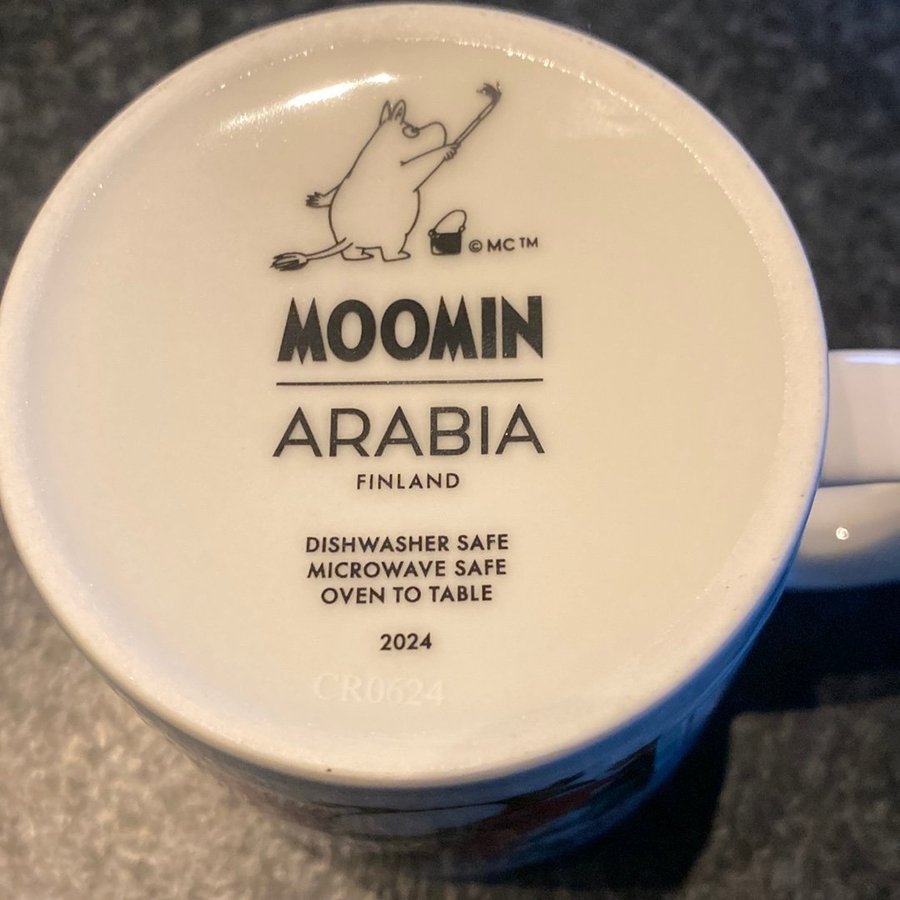 © MC ™
MOOMIN
ARABIA
FINLAND
DISHWASHER SAFE
MICROWAVE SAFE
OVEN TO TABLE
2024
CR0624